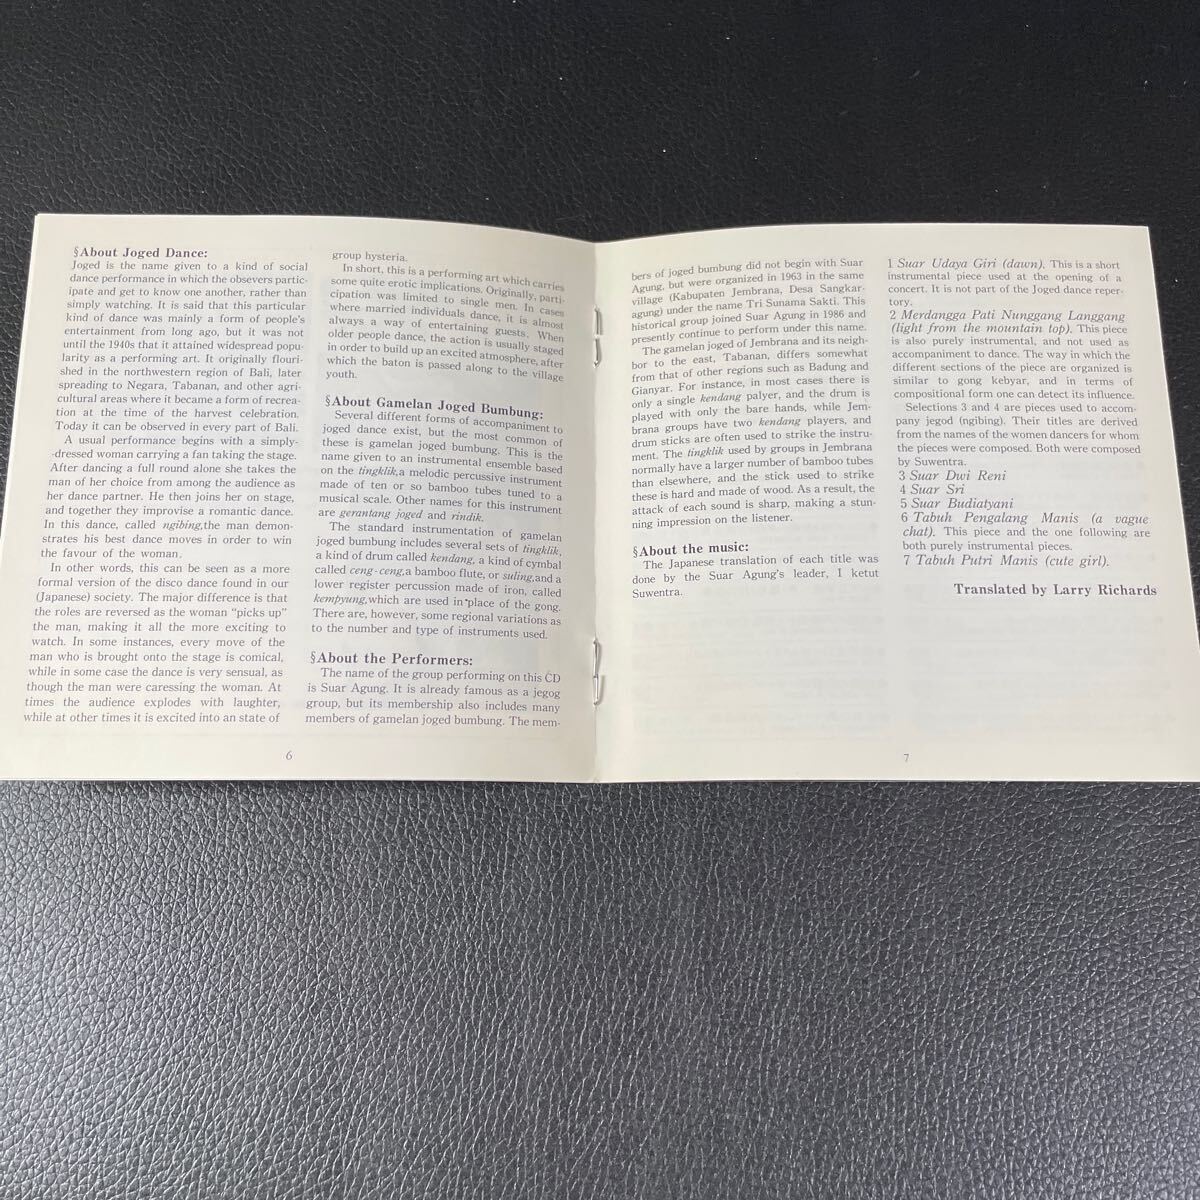 §About Joged Dance:
Joged is the name given to a kind of social
dance performance in which the obsevers partic-
ipate and get to know one another, rather than
simply watching. It is said that this particular
kind of dance was mainly a form of people's
entertainment from long ago, but it was not
until the 1940s that it attained widespread popu-
larity as a performing art. It originally flouri-
shed in the northwestern region of Bali, later
spreading to Negara, Tabanan, and other agri-
cultural areas where it became a form of recrea-
tion at the time of the harvest celebration.
Today it can be observed in every part of Bali.
A usual performance begins with a simply-
-dressed woman carrying a fan taking the stage.
After dancing a full round alone she takes the
man of her choice from among the audience as
her dance partner. He then joins her on stage,
and together they improvise a romantic dance.
In this dance, called ngibing,the man demon-
strates his best dance moves in order to win
the favour of the woman.
In other words, this can be seen as a more
formal version of the disco dance found in our
(Japanese) society. The major difference is that
the roles are reversed as the woman “picks up”
the man, making it all the more exciting to
watch. In some instances, every move of the
man who is brought onto the stage is comical,
while in some case the dance is very sensual, as
though the man were caressing the woman. At
times the audience explodes with laughter,
while at other times it is excited into an state of
group hysteria.
In short, this is a performing art which carries
some quite erotic implications. Originally, parti-
cipation was limited to single men. In cases
where married individuals dance, it is almost
always a way of entertaining guests. When
older people dance, the action is usually staged
in order to build up an excited atmosphere, after
which the baton is passed along to the village
youth.
§About Gamelan Joged Bumbung:
Several different forms of accompaniment to
joged dance exist, but the most common of
these is gamelan joged bumbung. This is the
name given to an instrumental ensemble based
on the tingklik,a melodic percussive instrument
made of ten or so bamboo tubes tuned to a
musical scale. Other names for this instrument
are gerantang joged and rindik.
The standard instrumentation of gamelan
joged bumbung includes several sets of tingklik,
a kind of drum called kendang, a kind of cymbal
called ceng-ceng,a bamboo flute, or suling,and a
lower register percussion made of iron, called
kempyung,which are used in place of the gong.
There are, however, some regional variations as
to the number and type of instruments used.
§About the Performers:
The name of the group performing on this CD
is Suar Agung. It is already famous as a jegog
group, but its membership also includes many
members of gamelan joged bumbung. The mem-
6
bers of joged bumbung did not begin with Suar
Agung, but were organized in 1963 in the same
village (Kabupaten Jembrana, Desa Sangkar-
agung) under the name Tri Sunama Sakti. This
historical group joined Suar Agung in 1986 and
presently continue to perform under this name.
The gamelan joged of Jembrana and its neigh-
bor to the east, Tabanan, differs somewhat
from that of other regions such as Badung and
Gianyar. For instance, in most cases there is
only a single kendang palyer, and the drum is
played with only the bare hands, while Jem-
brana groups have two kendang players, and
drum sticks are often used to strike the instru-
ment. The tingklik used by groups in Jembrana
normally have a larger number of bamboo tubes
than elsewhere, and the stick used to strike
these is hard and made of wood. As a result, the
attack of each sound is sharp, making a stun-
ning impression on the listener.
§About the music:
The Japanese translation of each title was
done by the Suar Agung's leader, I ketut
Suwentra.
1 Suar Udaya Giri (dawn). This is a short
instrumental piece used at the opening of a
concert. It is not part of the Joged dance reper-
tory.
2 Merdangga Pati Nunggang Langgang
(light from the mountain top). This piece
is also purely instrumental, and not used as
accompaniment to dance. The way in which the
different sections of the piece are organized is
similar to gong kebyar, and in terms of
compositional form one can detect its influence.
Selections 3 and 4 are pieces used to accom-
pany jegod (ngibing). Their titles are derived
from the names of the women dancers for whom
the pieces were composed. Both were composed
by Suwentra.
3 Suar Dwi Reni
4 Suar Sri
5 Suar Budiatyani
6 Tabuh Pengalang Manis (a vague
chat). This piece and the one following are
both purely instrumental pieces.
7 Tabuh Putri Manis (cute girl).
Translated by Larry Richards
7